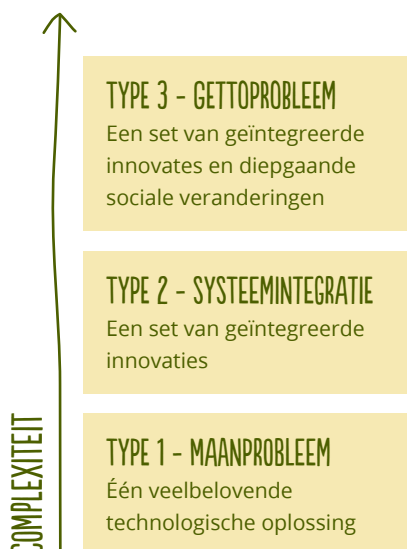 TYPE 3 - GETTOPROBLEEM
Een set van geïntegreerde
innovates en diepgaande
sociale veranderingen
TYPE 2 - SYSTEEMINTEGRATIE
Een set van geïntegreerde
innovaties
TYPE 1 - MAANPROBLEEM
Één veelbelovende
technologische oplossing
COMPLEXITEIT